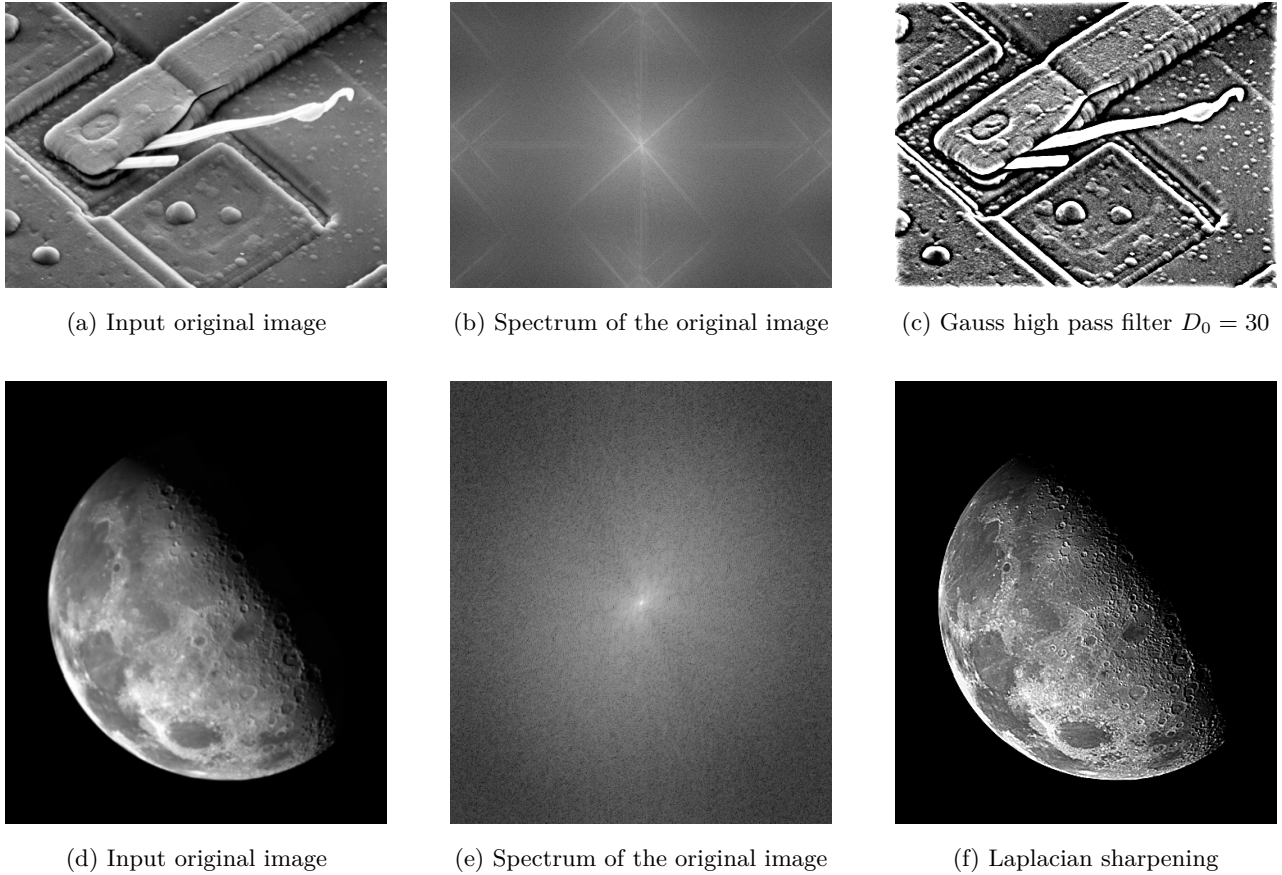 (a) Input original image
(b) Spectrum of the original image
(c) Gauss high pass filter D₀ = 30
(d) Input original image
(e) Spectrum of the original image
(f) Laplacian sharpening